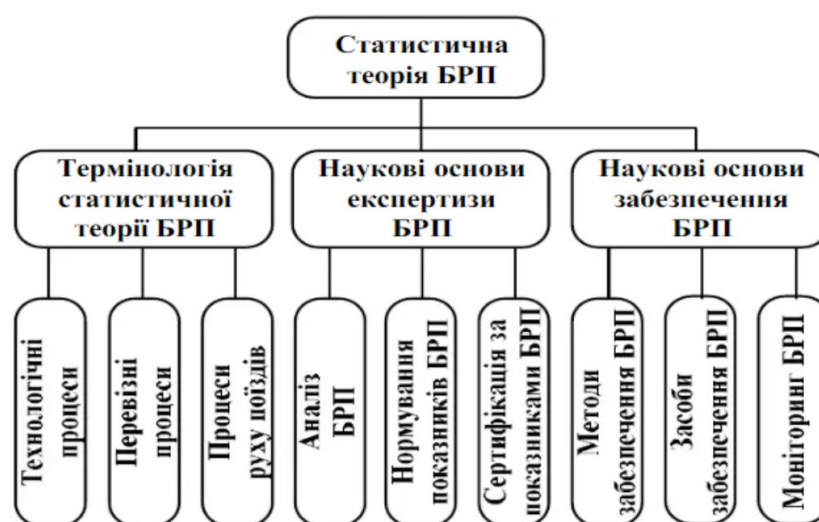 Статистична
теорія БРП
Термінологія
статистичної
теорії БРП
Наукові основи
експертизи
БРП
Наукові основи
забезпечення
БРП
Технологічні
процеси
Перевізні
процеси
Процеси
руху поїздів
Аналіз
БРП
Нормування
показників БРП
Сертифікація за
показниками БРП
Методи
забезпечення БРП
Засоби
забезпечення БРП
Моніторинг БРП